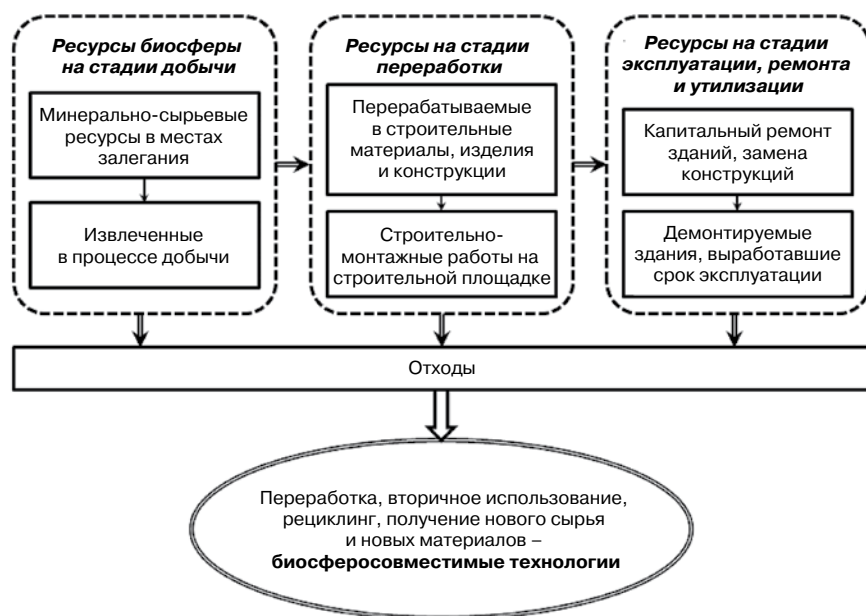 Ресурсы биосферы
на стадии добычи
Минерально-сырьевые
ресурсы в местах
залегания
Извлеченные
в процессе добычи
Ресурсы на стадии
переработки
Перерабатываемые
в строительные
материалы, изделия
и конструкции
Строительно-
монтажные работы на
строительной площадке
Ресурсы на стадии
эксплуатации, ремонта
и утилизации
Капитальный ремонт
зданий, замена
конструкций
Демонтируемые
здания, выработавшие
срок эксплуатации
Отходы
Переработка, вторичное использование,
рециклинг, получение нового сырья
и новых материалов –
биосферосовместимые технологии